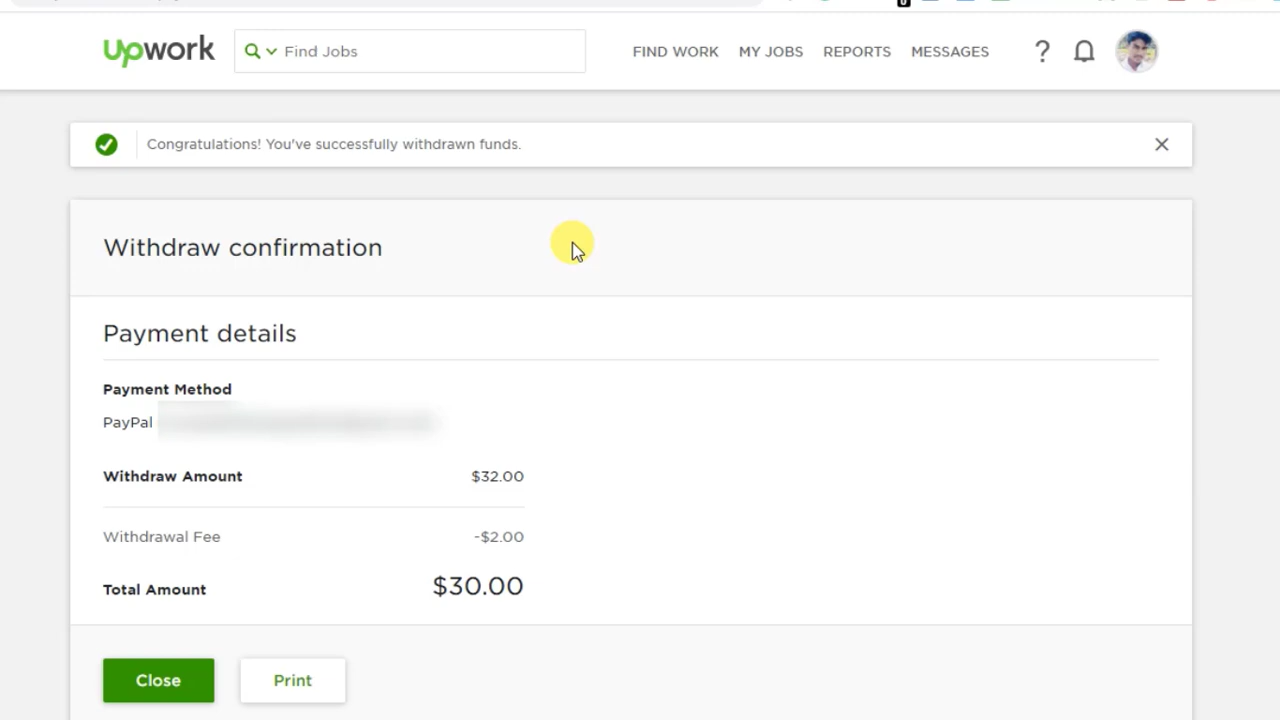 upwork Find Jobs FIND WORK MY JOBS REPORTS MESSAGES ?
Congratulations! You've successfully withdrawn funds.
Withdraw confirmation
Payment details
Payment Method
PayPal
Withdraw Amount $32.00
Withdrawal Fee -$2.00
Total Amount $30.00
Close Print